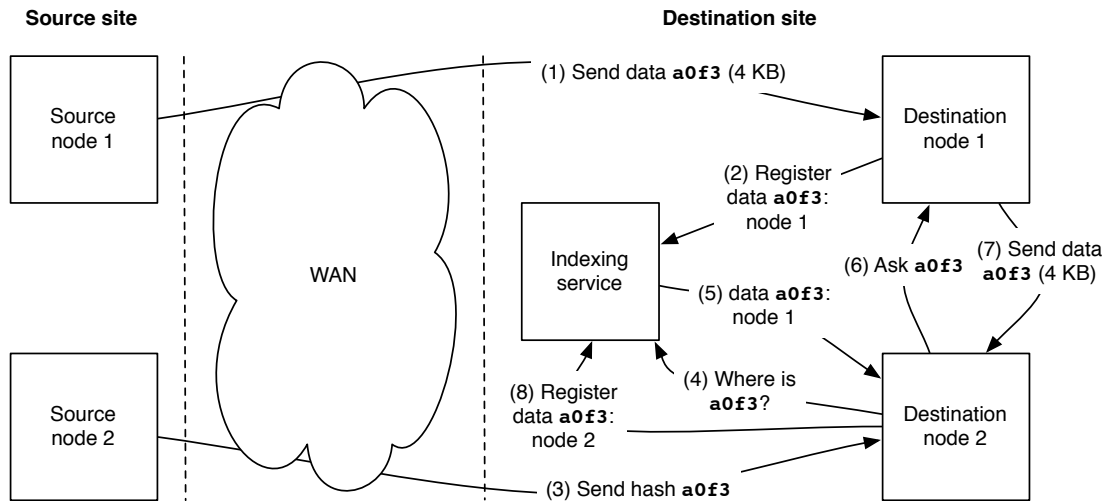 Source site
Destination site
Source
node 1
(1) Send data a0f3 (4 KB)
Destination
node 1
(2) Register
data a0f3:
node 1
WAN
Indexing
service
(6) Ask a0f3
(7) Send data
a0f3 (4 KB)
(5) data a0f3:
node 1
(4) Where is
a0f3?
(8) Register
data a0f3:
node 2
Source
node 2
Destination
node 2
(3) Send hash a0f3